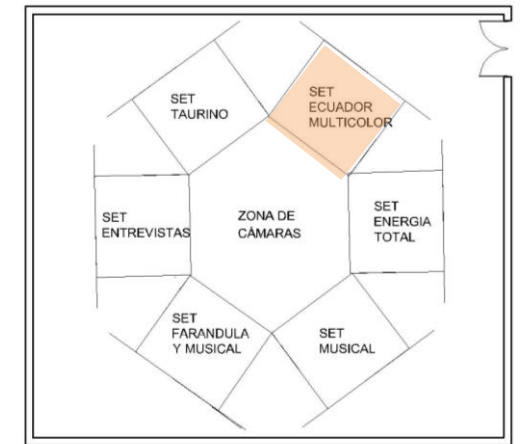 SET
ECUADOR
MULTICOLOR
SET
TAURINO
SET
ENTREVISTAS
ZONA DE
CÁMARAS
SET
ENERGIA
TOTAL
SET
FARANDULA
Y MUSICAL
SET
MUSICAL